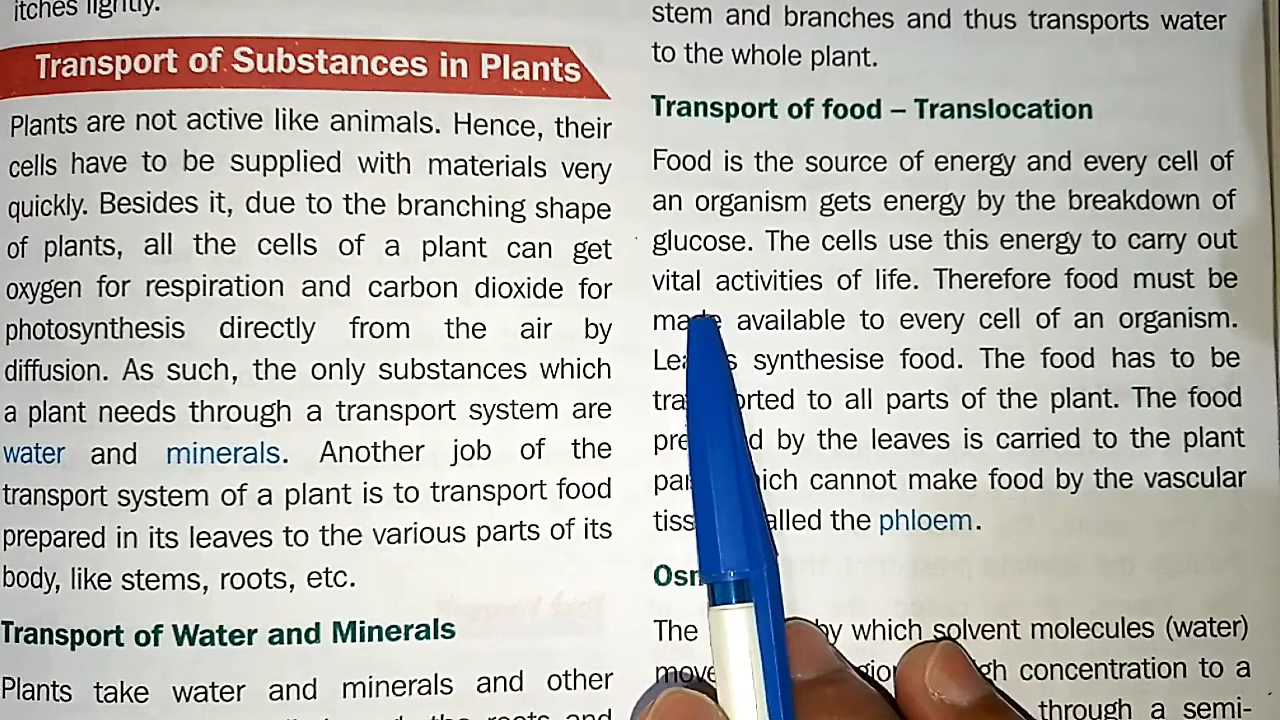 itches lightly.
Transport of Substances in Plants
Plants are not active like animals. Hence, their
cells have to be supplied with materials very
quickly. Besides it, due to the branching shape
of plants, all the cells of a plant can get
oxygen for respiration and carbon dioxide for
photosynthesis directly from the air by
diffusion. As such, the only substances which
a plant needs through a transport system are
water and minerals. Another job of the
transport system of a plant is to transport food
prepared in its leaves to the various parts of its
body, like stems, roots, etc.
Transport of Water and Minerals
Plants take water and minerals and other
roots and
stem and branches and thus transports water
to the whole plant.
Transport of food – Translocation
Food is the source of energy and every cell of
an organism gets energy by the breakdown of
glucose. The cells use this energy to carry out
vital activities of life. Therefore food must be
made available to every cell of an organism.
synthesise food. The food has to be
to all parts of the plant. The food
by the leaves is carried to the plant
cannot make food by the vascular
the phloem.
The by which solvent molecules (water)
concentration to a
through a semi-